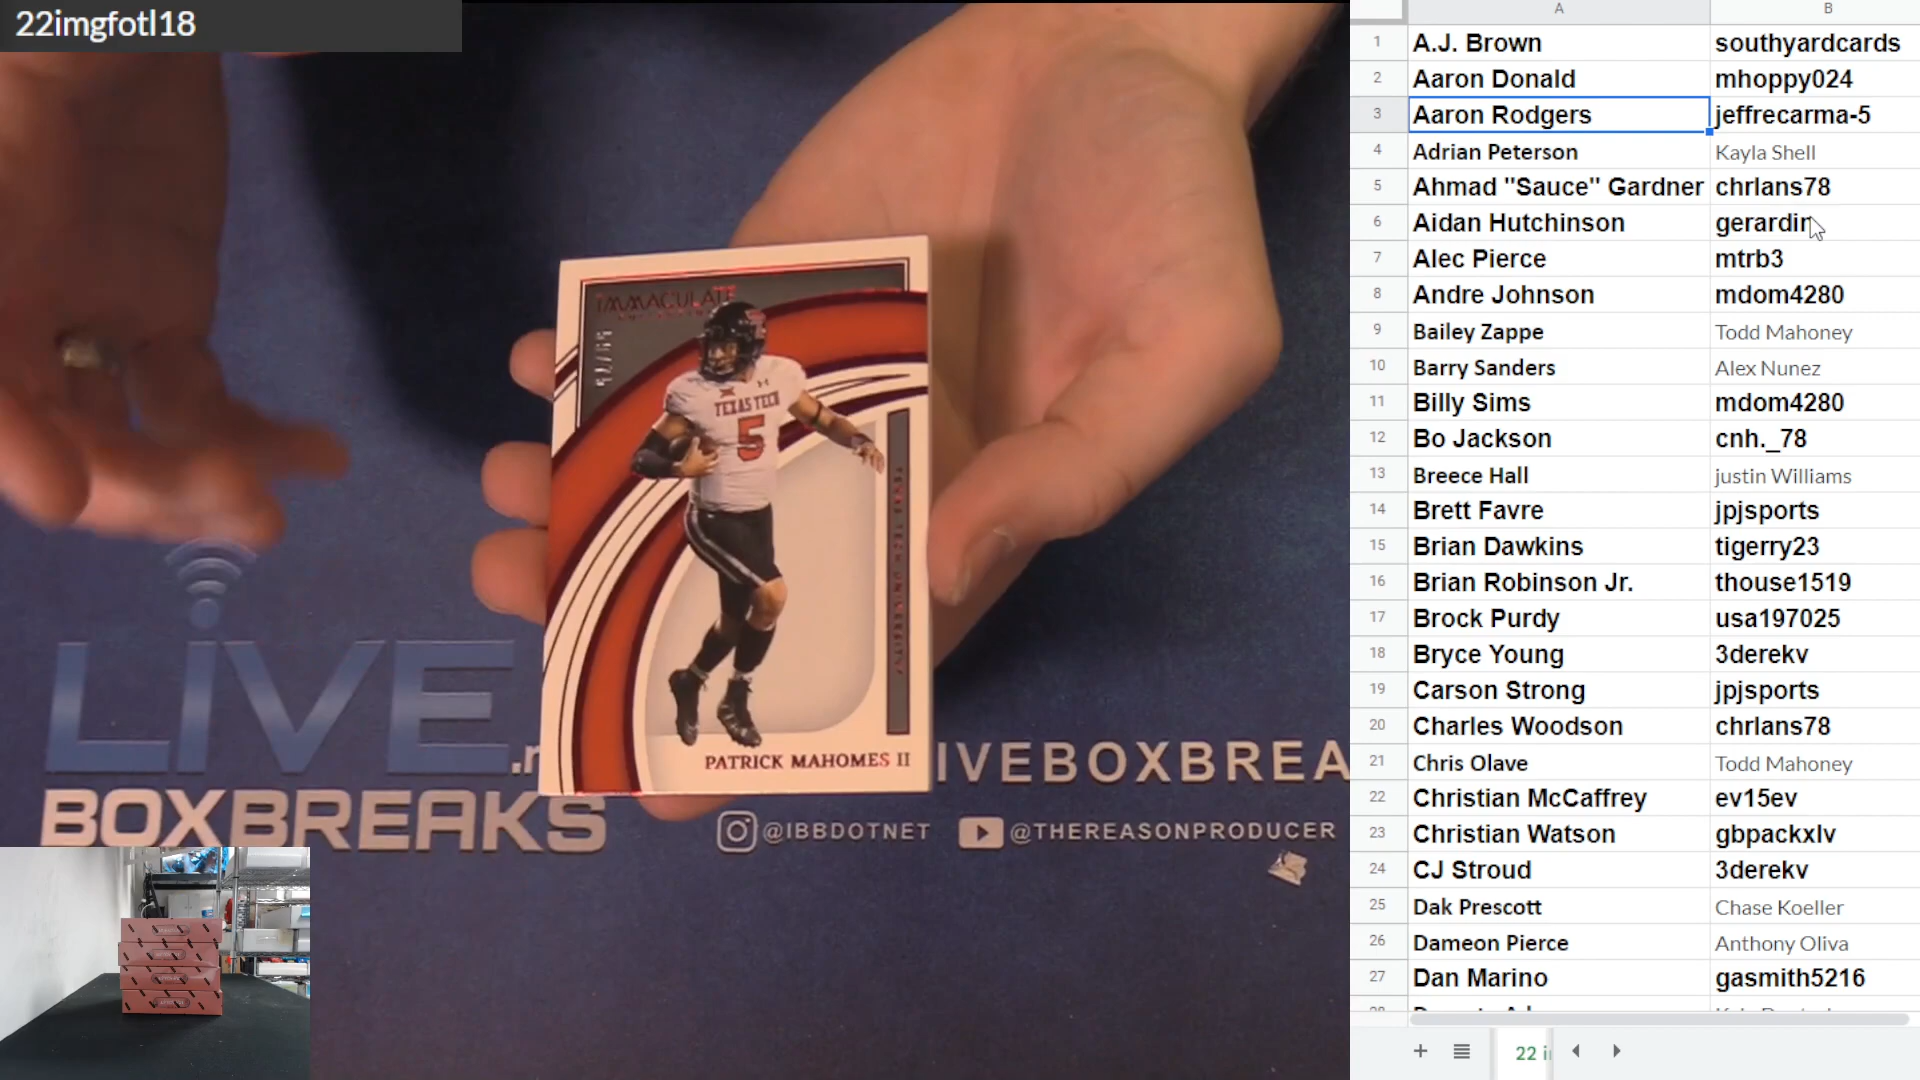 22imgfotl18
IMMACULATE
TEXAS TECH
5
PATRICK MAHOMES II
LiVE
BOXBREAKS
IVEBOXBREA
@IBBDOTNET
@THEREASONPRODUCER
A B
1 A.J. Brown southyardcards
2 Aaron Donald mhoppy024
3 Aaron Rodgers jeffrecarma-5
4 Adrian Peterson Kayla Shell
5 Ahmad "Sauce" Gardner chrlans78
6 Aidan Hutchinson gerardin
7 Alec Pierce mtrb3
8 Andre Johnson mdom4280
9 Bailey Zappe Todd Mahoney
10 Barry Sanders Alex Nunez
11 Billy Sims mdom4280
12 Bo Jackson cnh._78
13 Breece Hall justin Williams
14 Brett Favre jpjsports
15 Brian Dawkins tigerry23
16 Brian Robinson Jr. thouse1519
17 Brock Purdy usa197025
18 Bryce Young 3derekv
19 Carson Strong jpjsports
20 Charles Woodson chrlans78
21 Chris Olave Todd Mahoney
22 Christian McCaffrey ev15ev
23 Christian Watson gbpackxlv
24 CJ Stroud 3derekv
25 Dak Prescott Chase Koeller
26 Dameon Pierce Anthony Oliva
27 Dan Marino gasmith5216
22 i